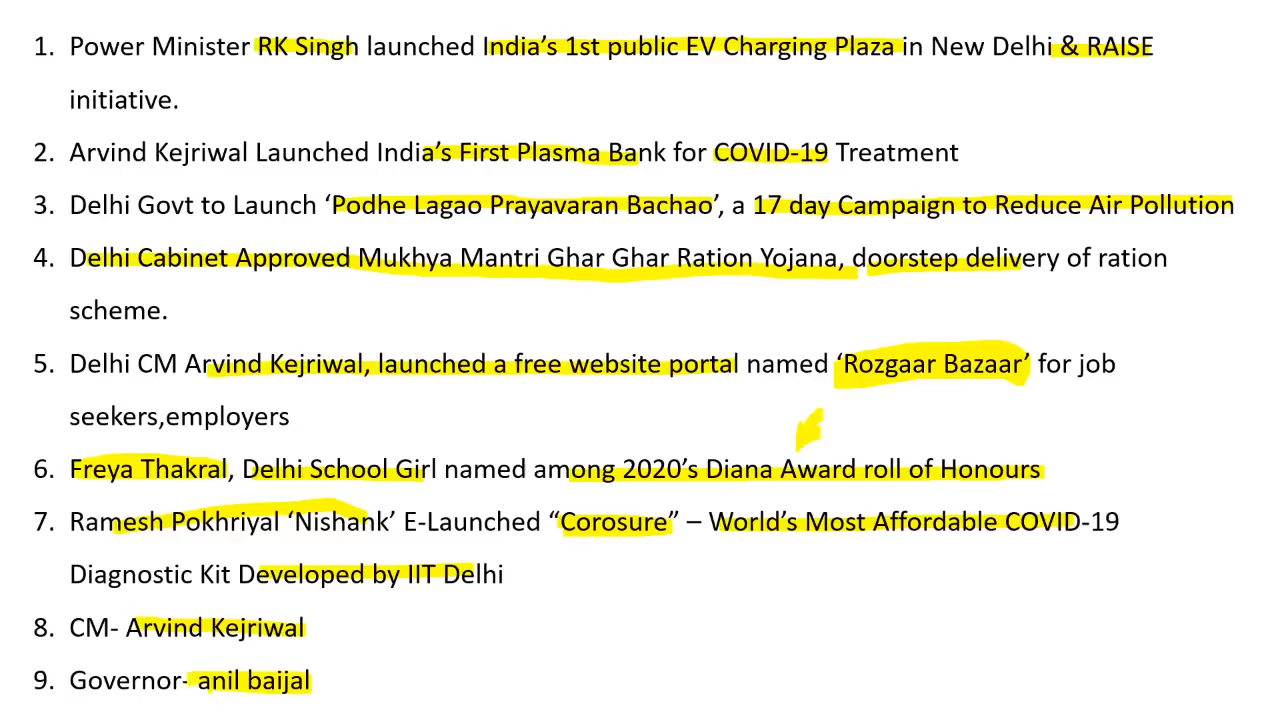 1. Power Minister RK Singh launched India’s 1st public EV Charging Plaza in New Delhi & RAISE
initiative.
2. Arvind Kejriwal Launched India’s First Plasma Bank for COVID-19 Treatment
3. Delhi Govt to Launch ‘Podhe Lagao Prayavaran Bachao’, a 17 day Campaign to Reduce Air Pollution
4. Delhi Cabinet Approved Mukhya Mantri Ghar Ghar Ration Yojana, doorstep delivery of ration
scheme.
5. Delhi CM Arvind Kejriwal, launched a free website portal named ‘Rozgaar Bazaar’ for job
seekers,employers
6. Freya Thakral, Delhi School Girl named among 2020’s Diana Award roll of Honours
7. Ramesh Pokhriyal ‘Nishank’ E-Launched “Corosure” – World’s Most Affordable COVID-19
Diagnostic Kit Developed by IIT Delhi
8. CM- Arvind Kejriwal
9. Governor- anil baijal